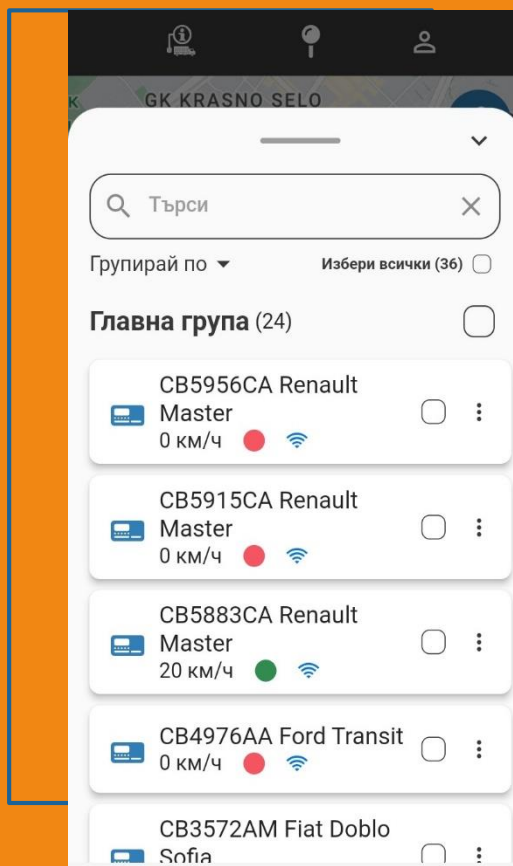 GK KRASNO SELO
Търси
Групирай по
Избери всички (36)
Главна група (24)
CB5956CA Renault
Master
0 км/ч
CB5915CA Renault
Master
0 км/ч
CB5883CA Renault
Master
20 км/ч
CB4976AA Ford Transit
0 км/ч
CB3572AM Fiat Doblo
Sofia